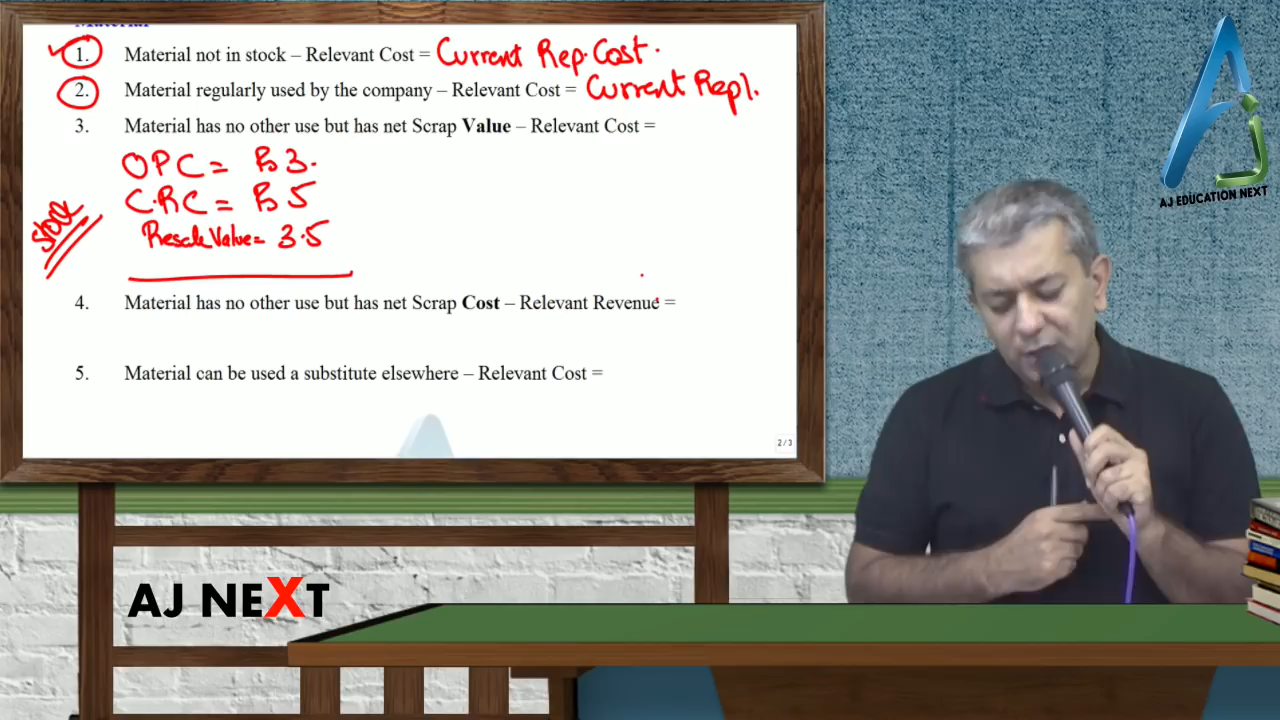 1. Material not in stock – Relevant Cost = Current Rep. Cost.
2. Material regularly used by the company – Relevant Cost = Current Repl.
3. Material has no other use but has net Scrap Value – Relevant Cost =
OPC = Rs 3.
C.RC = Rs 5
Resale Value = 3.5
Stock
4. Material has no other use but has net Scrap Cost – Relevant Revenue =
5. Material can be used a substitute elsewhere – Relevant Cost =
2/3
AJ EDUCATION NEXT
AJ NEXT